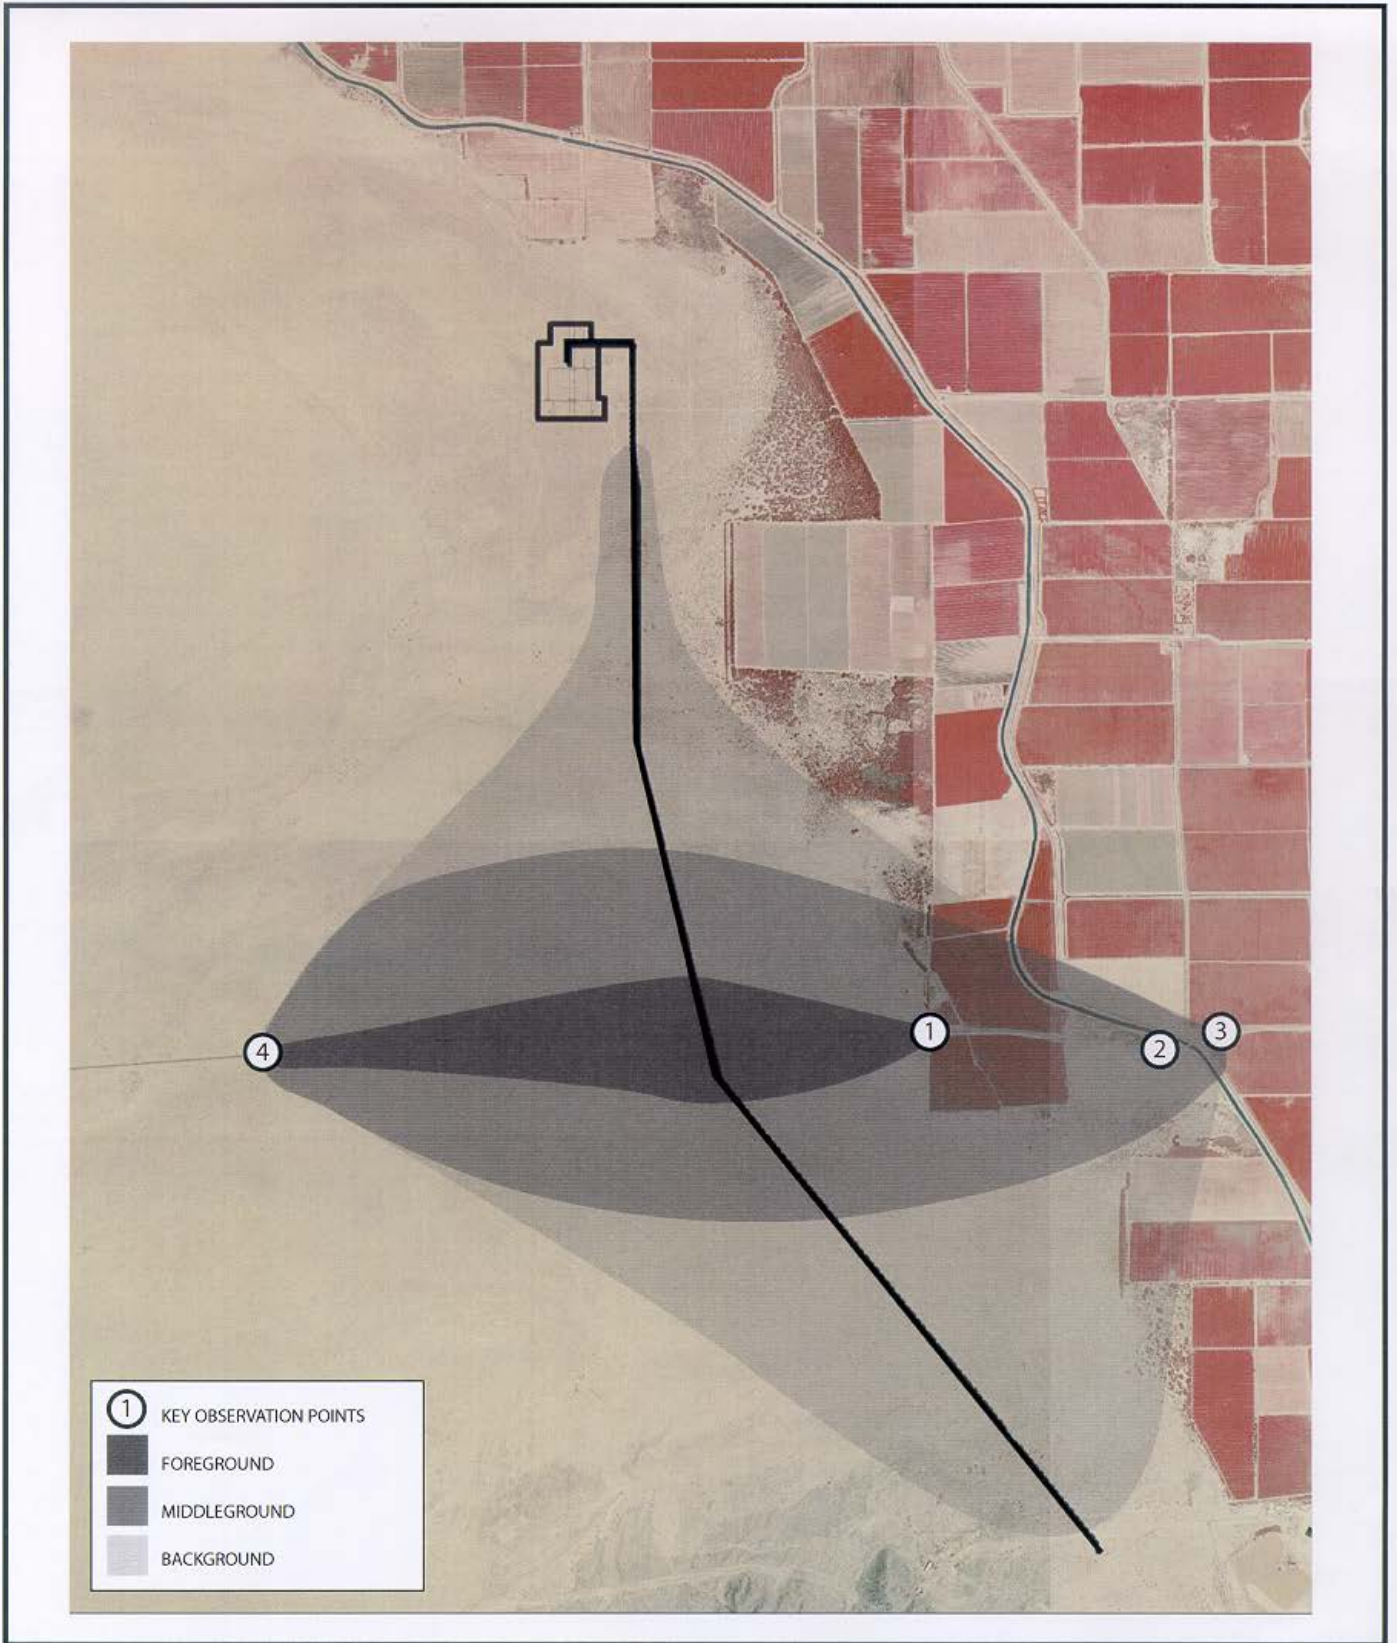 1
2
3
4
1 KEY OBSERVATION POINTS
FOREGROUND
MIDDLEGROUND
BACKGROUND